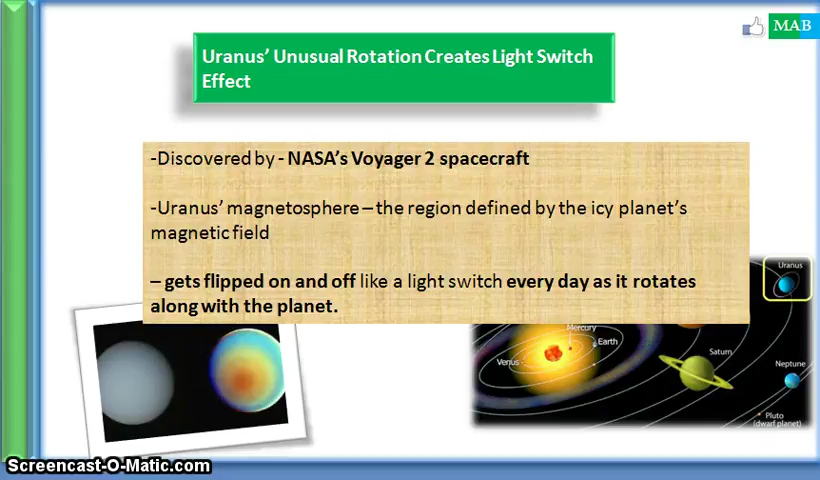 MAB
Uranus’ Unusual Rotation Creates Light Switch
Effect
-Discovered by - NASA’s Voyager 2 spacecraft
-Uranus’ magnetosphere – the region defined by the icy planet’s
magnetic field
– gets flipped on and off like a light switch every day as it rotates
along with the planet.
Uranus
Mercury
Earth
Venus
Saturn
Neptune
Pluto
(dwarf planet)
Screencast-O-Matic.com